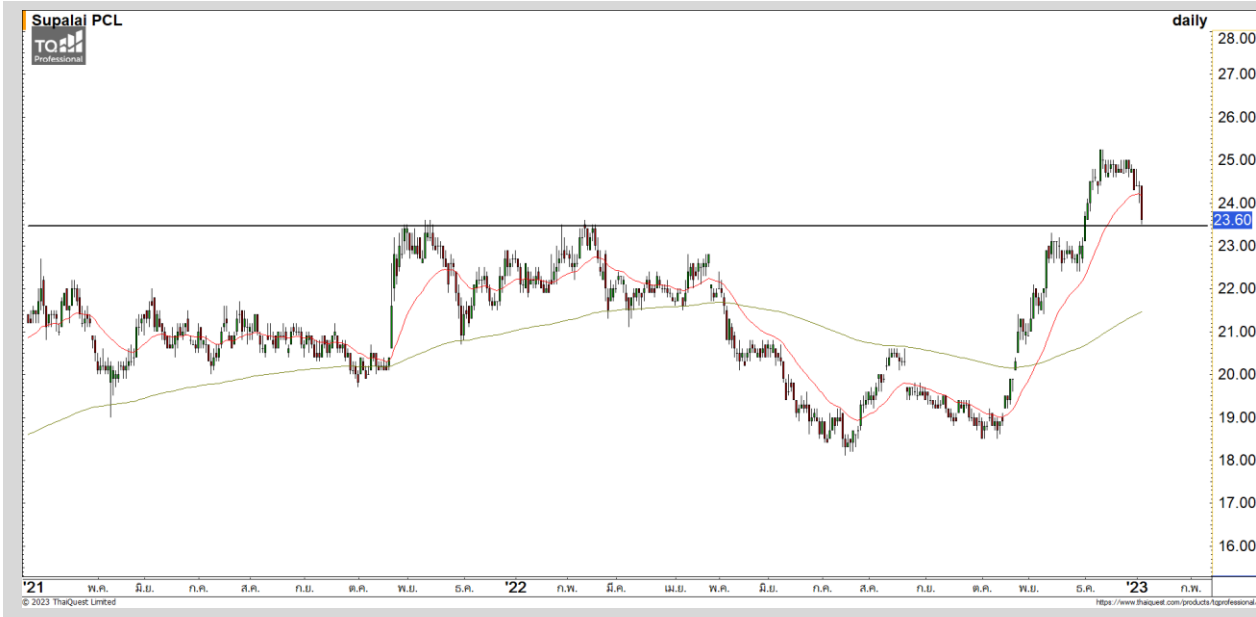 Supalai PCL
daily
TQ
Professional
28.00
27.00
26.00
25.00
24.00
23.60
23.00
22.00
21.00
20.00
19.00
18.00
17.00
16.00
'21 พ.ค. มิ.ย. ก.ค. ส.ค. ก.ย. ต.ค. พ.ย. ธ.ค. '22 ก.พ. มี.ค. เม.ย. พ.ค. มิ.ย. ก.ค. ส.ค. ก.ย. ต.ค. พ.ย. ธ.ค. '23 ก.พ.
© 2023 ThaiQuest Limited
https://www.thaiquest.com/products/tqprofessional